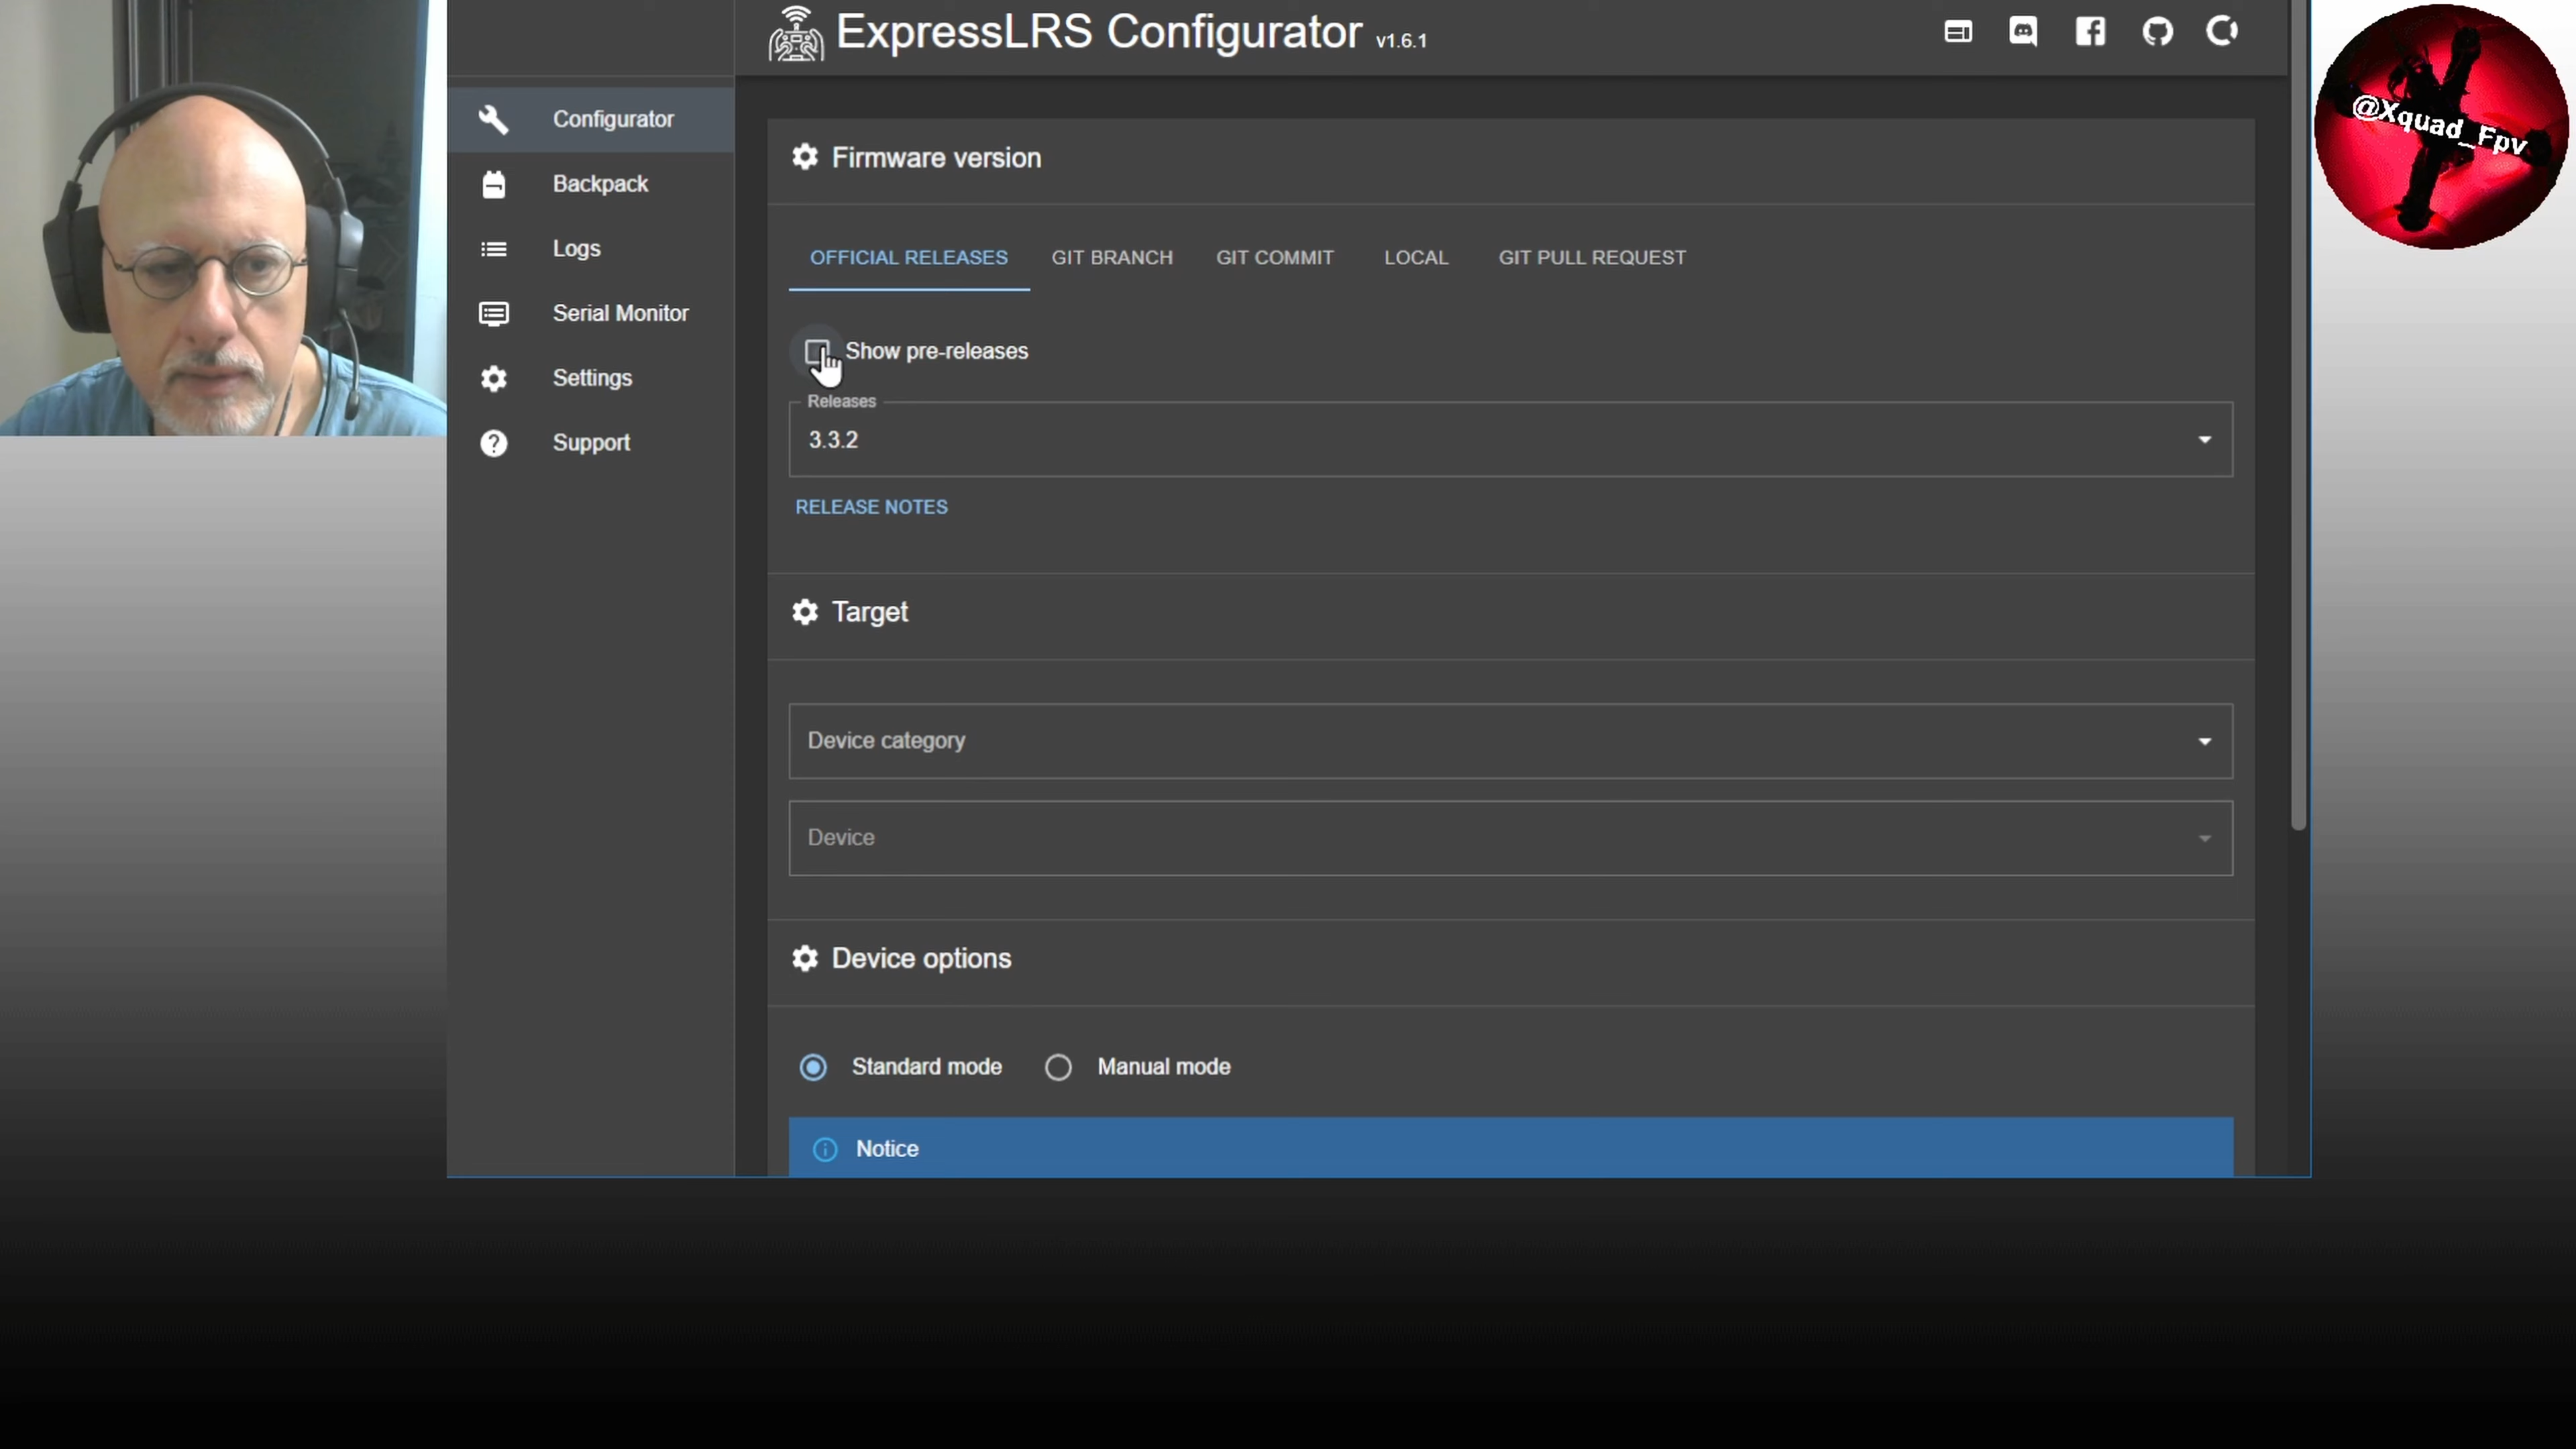 ExpressLRS Configurator v1.6.1
@Xquad_Fpv
Configurator
Backpack
Logs
Serial Monitor
Settings
Support
Firmware version
OFFICIAL RELEASES GIT BRANCH GIT COMMIT LOCAL GIT PULL REQUEST
Show pre-releases
Releases
3.3.2
RELEASE NOTES
Target
Device category
Device
Device options
Standard mode Manual mode
Notice